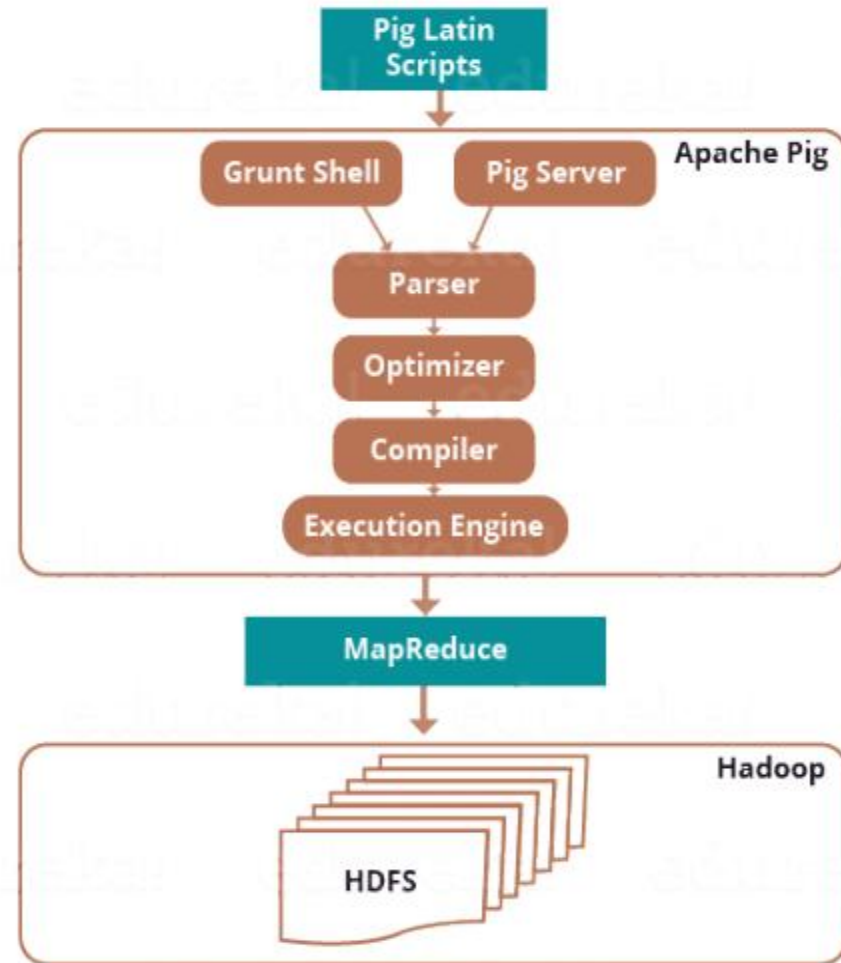 Pig Latin
Scripts
Apache Pig
Grunt Shell
Pig Server
Parser
Optimizer
Compiler
Execution Engine
MapReduce
Hadoop
HDFS